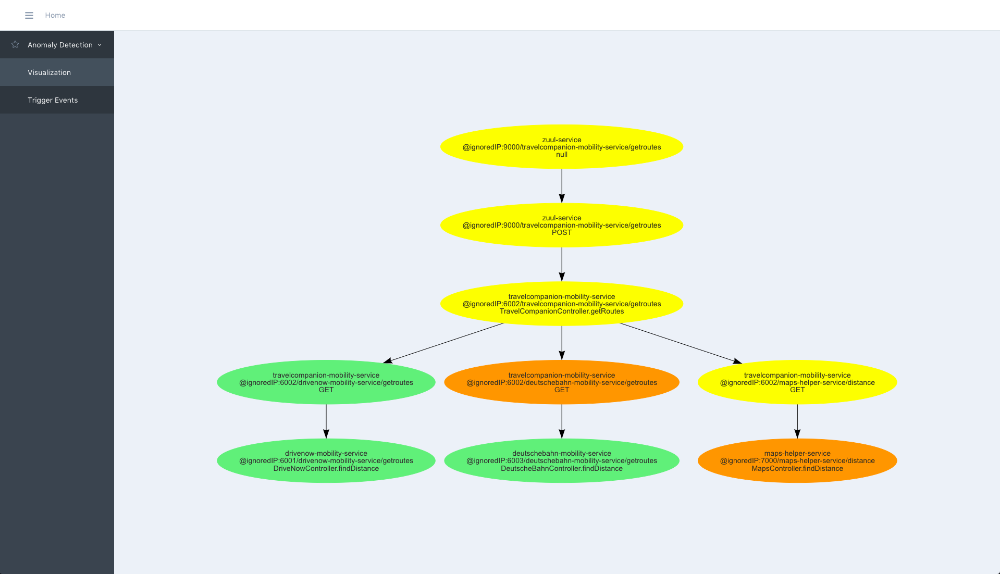 Home
Anomaly Detection
Visualization
Trigger Events
zuul-service
@ignoredIP:9000/travelcompanion-mobility-service/getroutes
null
zuul-service
@ignoredIP:9000/travelcompanion-mobility-service/getroutes
POST
travelcompanion-mobility-service
@ignoredIP:6002/travelcompanion-mobility-service/getroutes
TravelCompanionController.getRoutes
travelcompanion-mobility-service
@ignoredIP:6002/drivenow-mobility-service/getroutes
GET
travelcompanion-mobility-service
@ignoredIP:6002/deutschebahn-mobility-service/getroutes
GET
travelcompanion-mobility-service
@ignoredIP:6002/maps-helper-service/distance
GET
drivenow-mobility-service
@ignoredIP:6001/drivenow-mobility-service/getroutes
DriveNowController.findDistance
deutschebahn-mobility-service
@ignoredIP:6003/deutschebahn-mobility-service/getroutes
DeutscheBahnController.findDistance
maps-helper-service
@ignoredIP:7000/maps-helper-service/distance
MapsController.findDistance